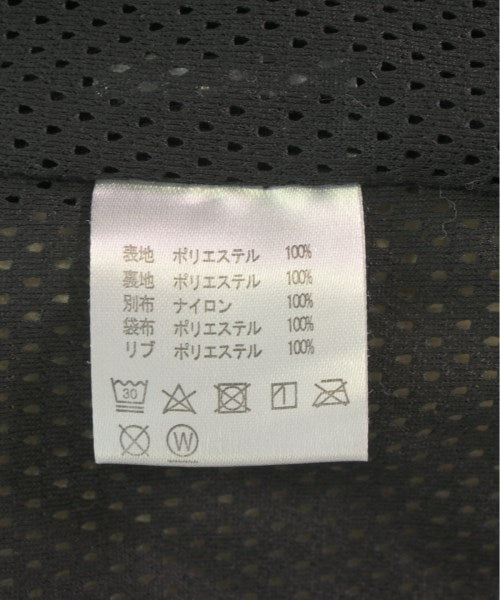 表地 ポリエステル 100%
裏地 ポリエステル 100%
別布 ナイロン 100%
袋布 ポリエステル 100%
リブ ポリエステル 100%
30
W